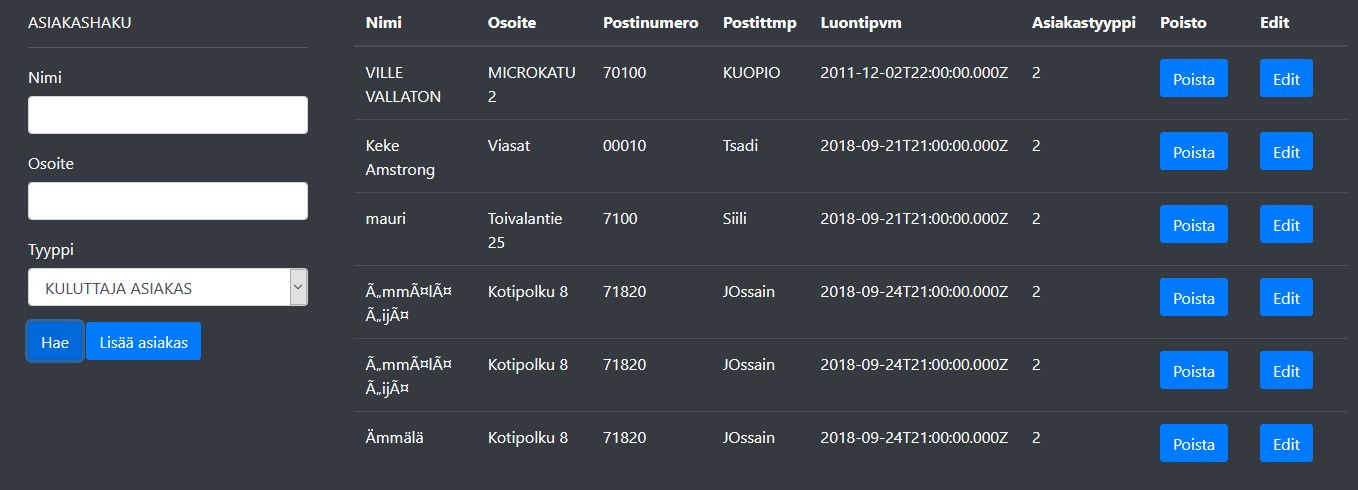 ASIAKASHAKU
Nimi
Osoite
Tyyppi
KULUTTAJA ASIAKAS
Hae Lisää asiakas
Nimi Osoite Postinumero Postittmp Luontipvm Asiakastyyppi Poisto Edit
VILLE MICROKATU 70100 KUOPIO 2011-12-02T22:00:00.000Z 2 Poista Edit
VALLATON 2
Keke Viasat 00010 Tsadi 2018-09-21T21:00:00.000Z 2 Poista Edit
Amstrong
mauri Toivalantie 7100 Siili 2018-09-21T21:00:00.000Z 2 Poista Edit
25
Ã„mmÃ¤lÃ¤ Kotipolku 8 71820 JOssain 2018-09-24T21:00:00.000Z 2 Poista Edit
Ã„ijÃ¤
Ã„mmÃ¤lÃ¤ Kotipolku 8 71820 JOssain 2018-09-24T21:00:00.000Z 2 Poista Edit
Ã„ijÃ¤
Ämmälä Kotipolku 8 71820 JOssain 2018-09-24T21:00:00.000Z 2 Poista Edit